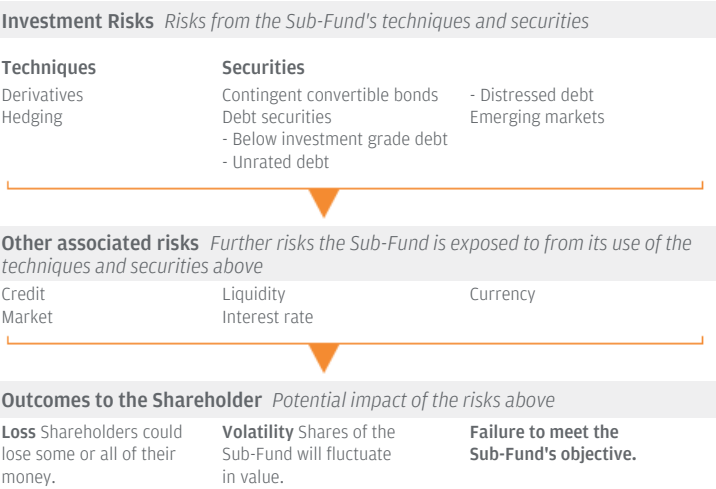 Investment Risks Risks from the Sub-Fund's techniques and securities
Techniques
Derivatives
Hedging
Securities
Contingent convertible bonds
Debt securities
- Below investment grade debt
- Unrated debt
- Distressed debt
Emerging markets
Other associated risks Further risks the Sub-Fund is exposed to from its use of the
techniques and securities above
Credit
Market
Liquidity
Interest rate
Currency
Outcomes to the Shareholder Potential impact of the risks above
Loss Shareholders could
lose some or all of their
money.
Volatility Shares of the
Sub-Fund will fluctuate
in value.
Failure to meet the
Sub-Fund's objective.